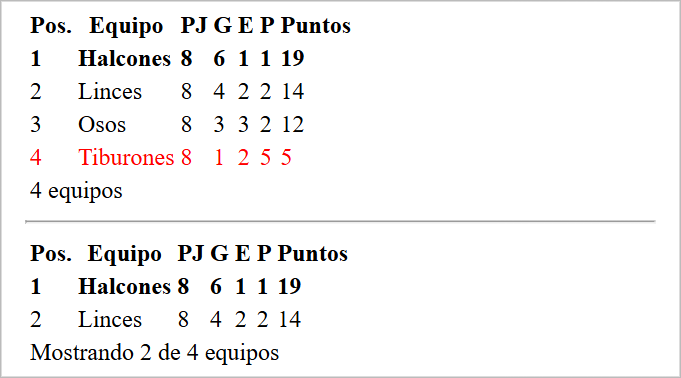 Pos. Equipo PJ G E P Puntos
1 Halcones 8 6 1 1 19
2 Linces 8 4 2 2 14
3 Osos 8 3 3 2 12
4 Tiburones 8 1 2 5 5
4 equipos
Pos. Equipo PJ G E P Puntos
1 Halcones 8 6 1 1 19
2 Linces 8 4 2 2 14
Mostrando 2 de 4 equipos